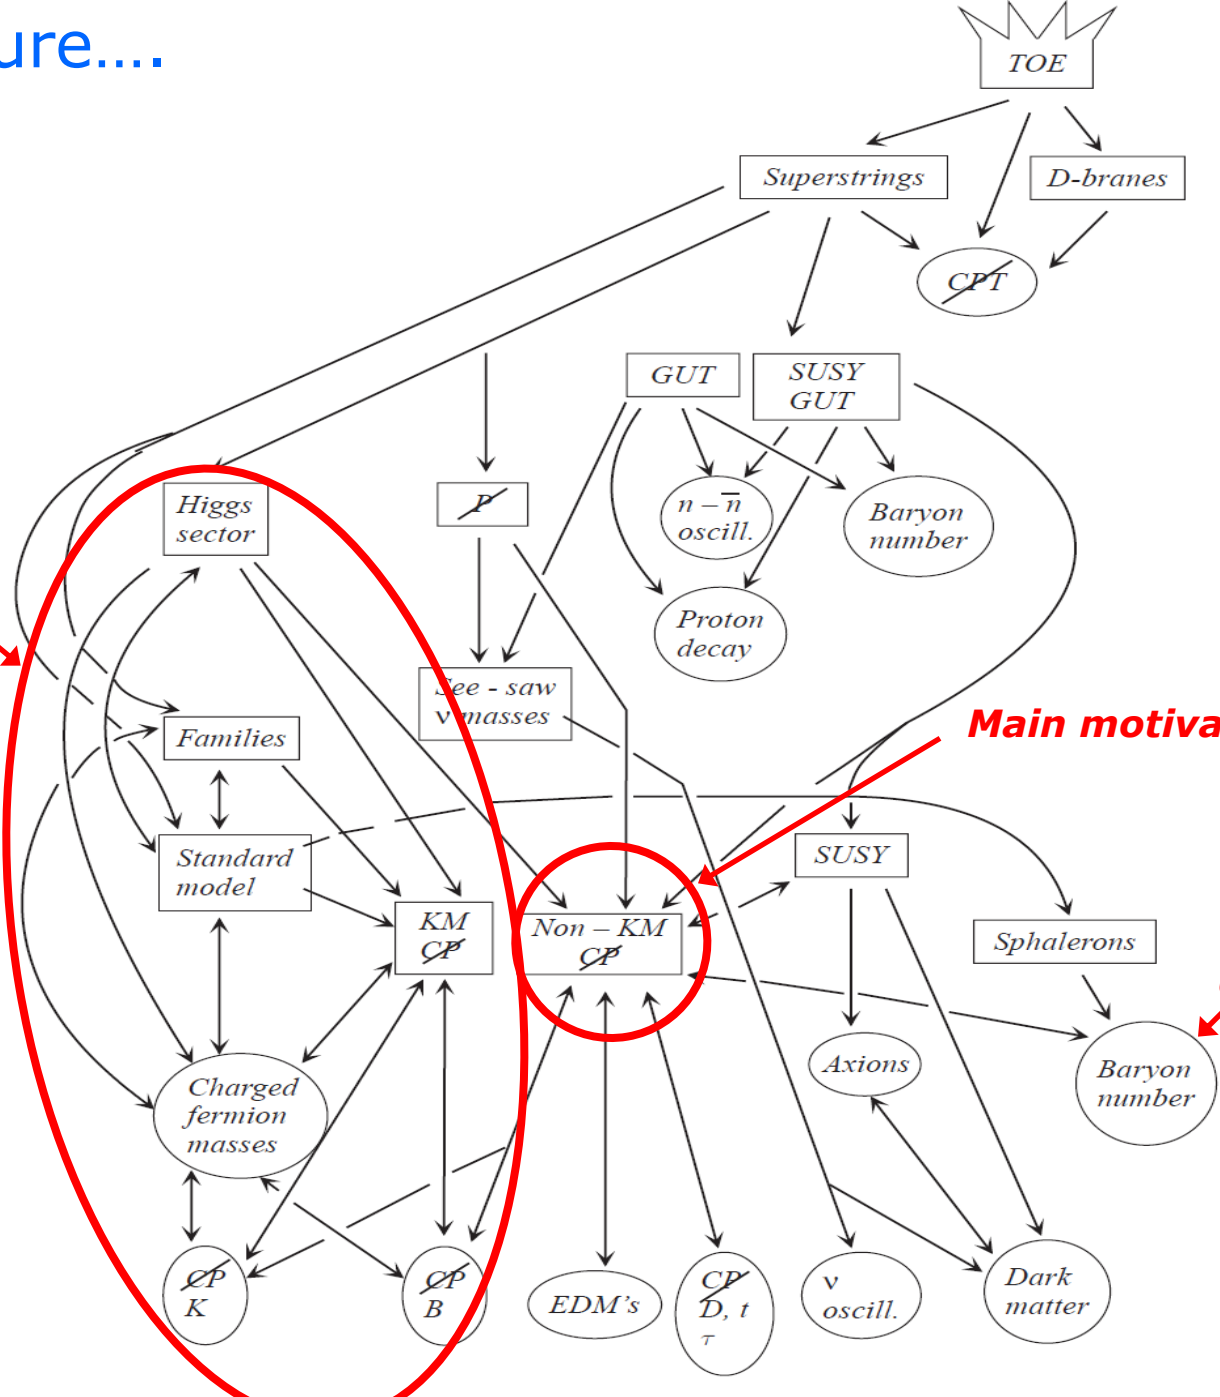 ure….
TOE
Superstrings
D-branes
CPT
GUT
SUSY
GUT
Higgs
sector
P
n – n̅
oscill.
Baryon
number
Proton
decay
See - saw
ν masses
Families
Main motiva
Standard
model
SUSY
KM
CP
Non – KM
CP
Sphalerons
Axions
Charged
fermion
masses
Baryon
number
CP
K
CP
B
EDM’s
CP
D, t
τ
ν
oscill.
Dark
matter